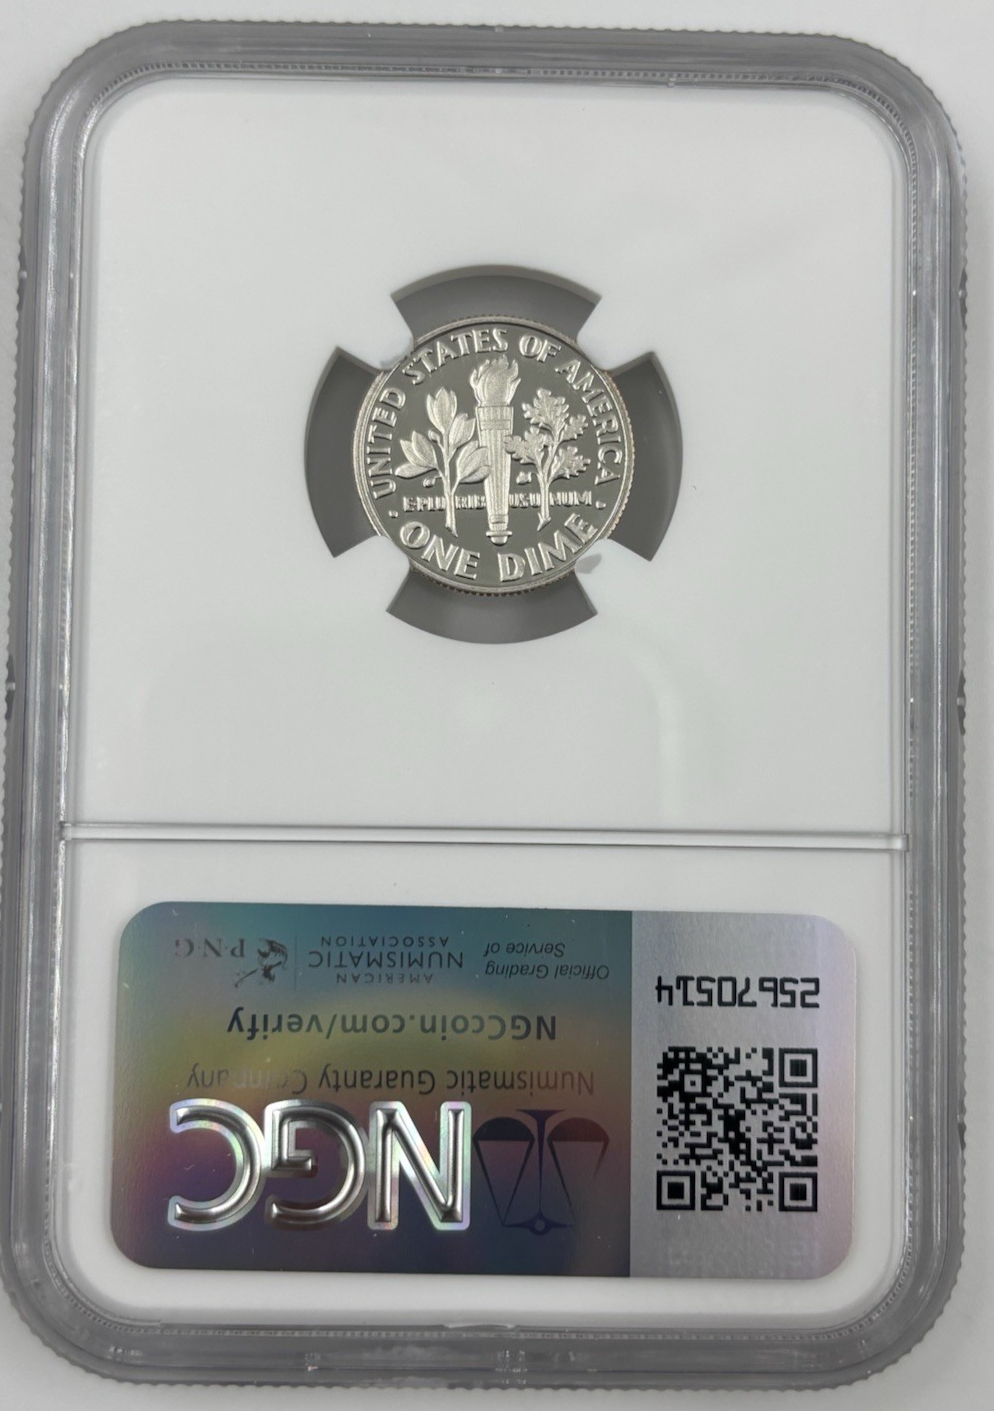 UNITED STATES OF AMERICA
E PLURIBUS UNUM
ONE DIME
NGC
Numismatic Guaranty Company
NGCcoin.com/verify
Official Grading
Service of
AMERICAN
NUMISMATIC
ASSOCIATION
P·N·G
25670514